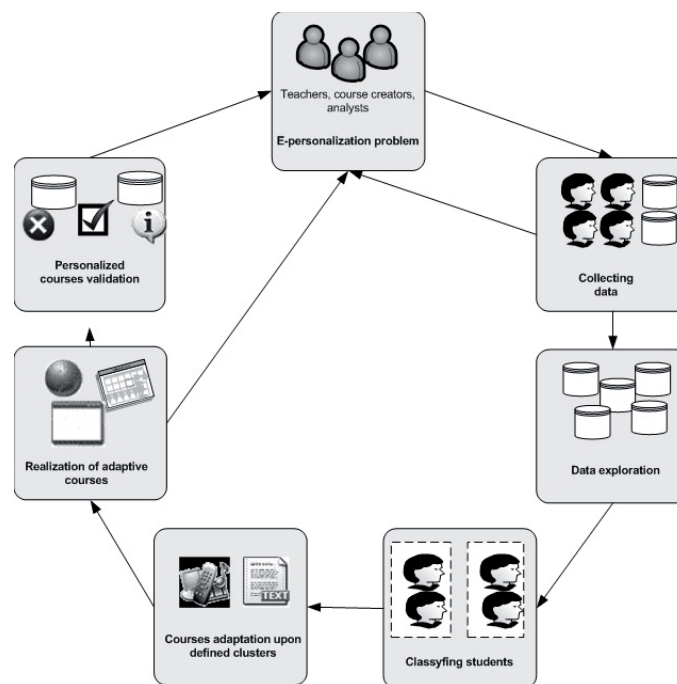 Teachers, course creators,
analysts
E-personalization problem
Collecting
data
Data exploration
Classyfing students
TEXT
Courses adaptation upon
defined clusters
Realization of adaptive
courses
Personalized
courses validation
i